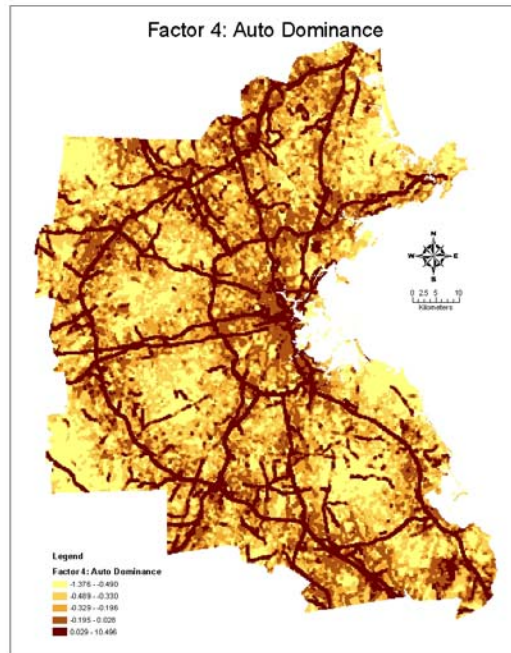 Factor 4: Auto Dominance
N
W E
S
0 2.5 5 10
Kilometers
Legend
Factor 4: Auto Dominance
-1.376 - -0.490
-0.489 - -0.330
-0.329 - -0.196
-0.195 - 0.028
0.029 - 10.496